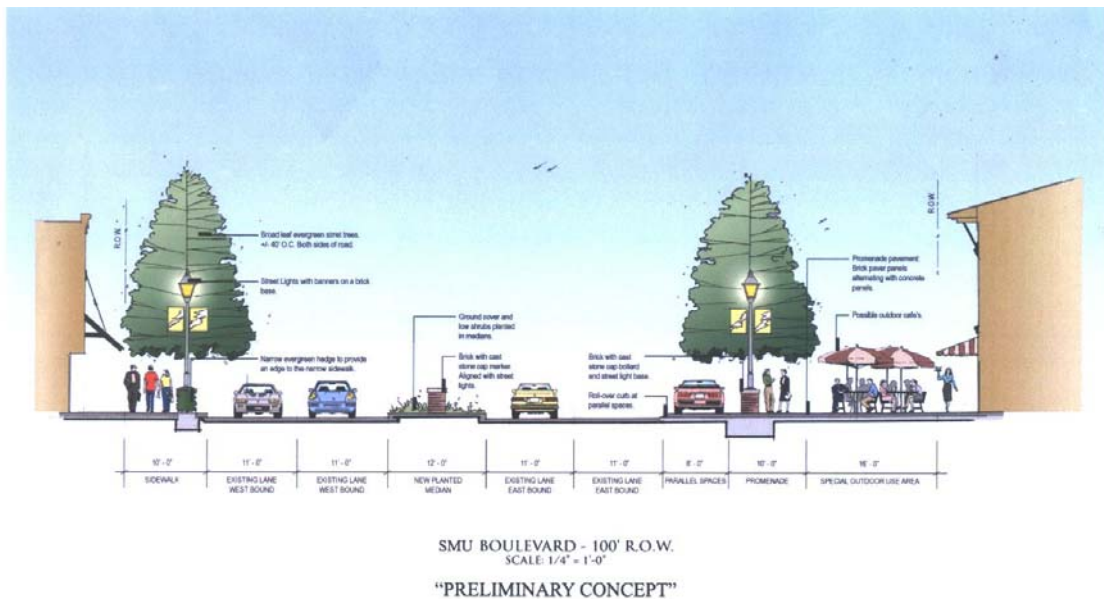 R.O.W.
Broad leaf evergreen street trees.
+/- 40' O.C. Both sides of road.
Street Lights with banners on a brick
base.
Narrow evergreen hedge to provide
an edge to the narrow sidewalk.
Ground cover and
low shrubs planted
in medians.
Brick with cast
stone cap marker
Aligned with street
lights.
Brick with cast
stone cap bollard
and street light base.
Roll-over curb at
parallel spaces.
R.O.W.
Promenade pavement:
Brick paver panels
alternating with concrete
panels.
Possible outdoor cafe's
10' - 0"
11' - 0"
11' - 0"
12' - 0"
11' - 0"
11' - 0"
8' - 0"
10' - 0"
16' - 0"
SIDEWALK
EXISTING LANE
WEST BOUND
EXISTING LANE
WEST BOUND
NEW PLANTED
MEDIAN
EXISTING LANE
EAST BOUND
EXISTING LANE
EAST BOUND
PARALLEL SPACES
PROMENADE
SPECIAL OUTDOOR USE AREA
SMU BOULEVARD - 100' R.O.W.
SCALE: 1/4" = 1'-0"
"PRELIMINARY CONCEPT"